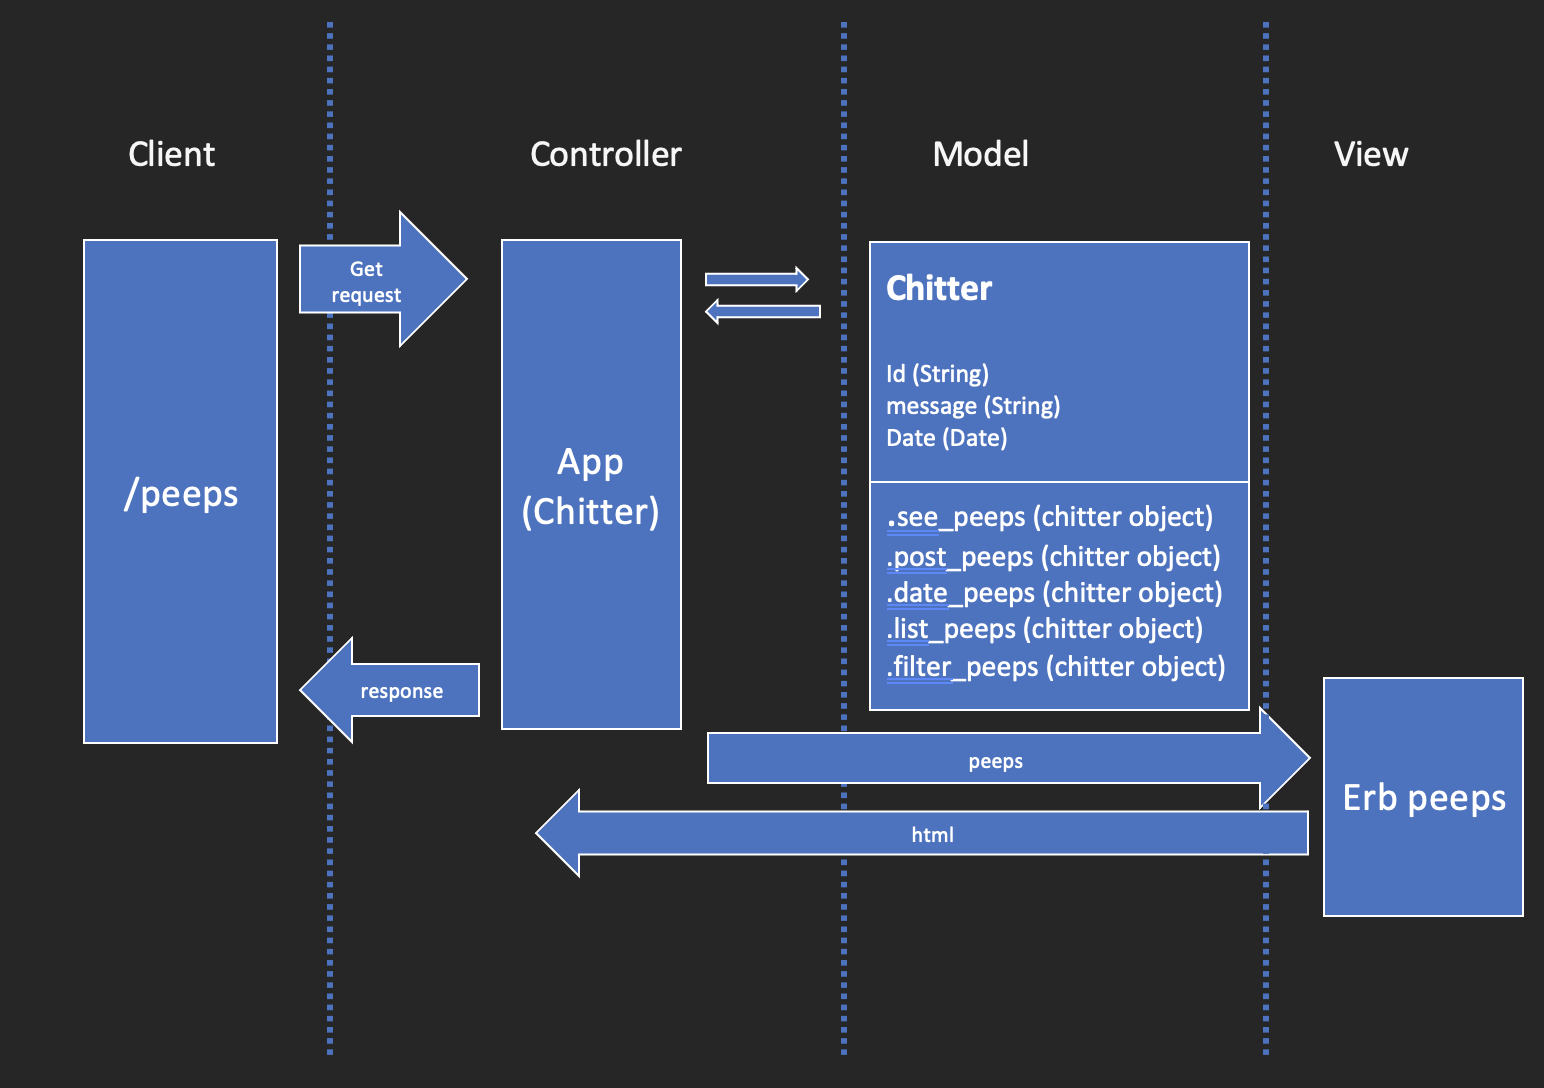 Client
Controller
Model
View
/peeps
Get
request
App
(Chitter)
Chitter
Id (String)
message (String)
Date (Date)
.see_peeps (chitter object)
.post_peeps (chitter object)
.date_peeps (chitter object)
.list_peeps (chitter object)
.filter_peeps (chitter object)
response
peeps
html
Erb peeps